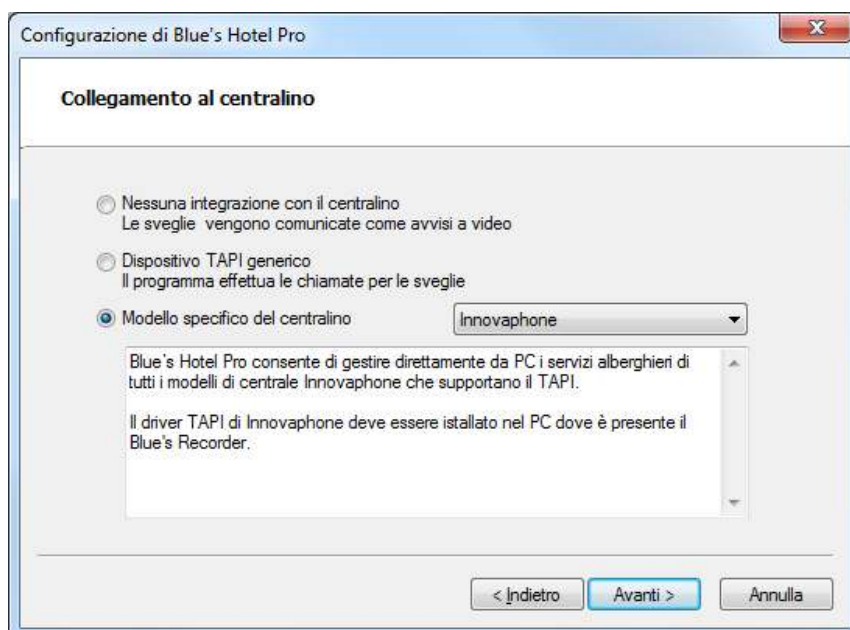 Configurazione di Blue's Hotel Pro
Collegamento al centralino
Nessuna integrazione con il centralino
Le sveglie vengono comunicate come avvisi a video
Dispositivo TAPI generico
Il programma effettua le chiamate per le sveglie
Modello specifico del centralino
Innovaphone
Blue's Hotel Pro consente di gestire direttamente da PC i servizi alberghieri di
tutti i modelli di centrale Innovaphone che supportano il TAPI.
Il driver TAPI di Innovaphone deve essere istallato nel PC dove è presente il
Blue's Recorder.
< Indietro
Avanti >
Annulla